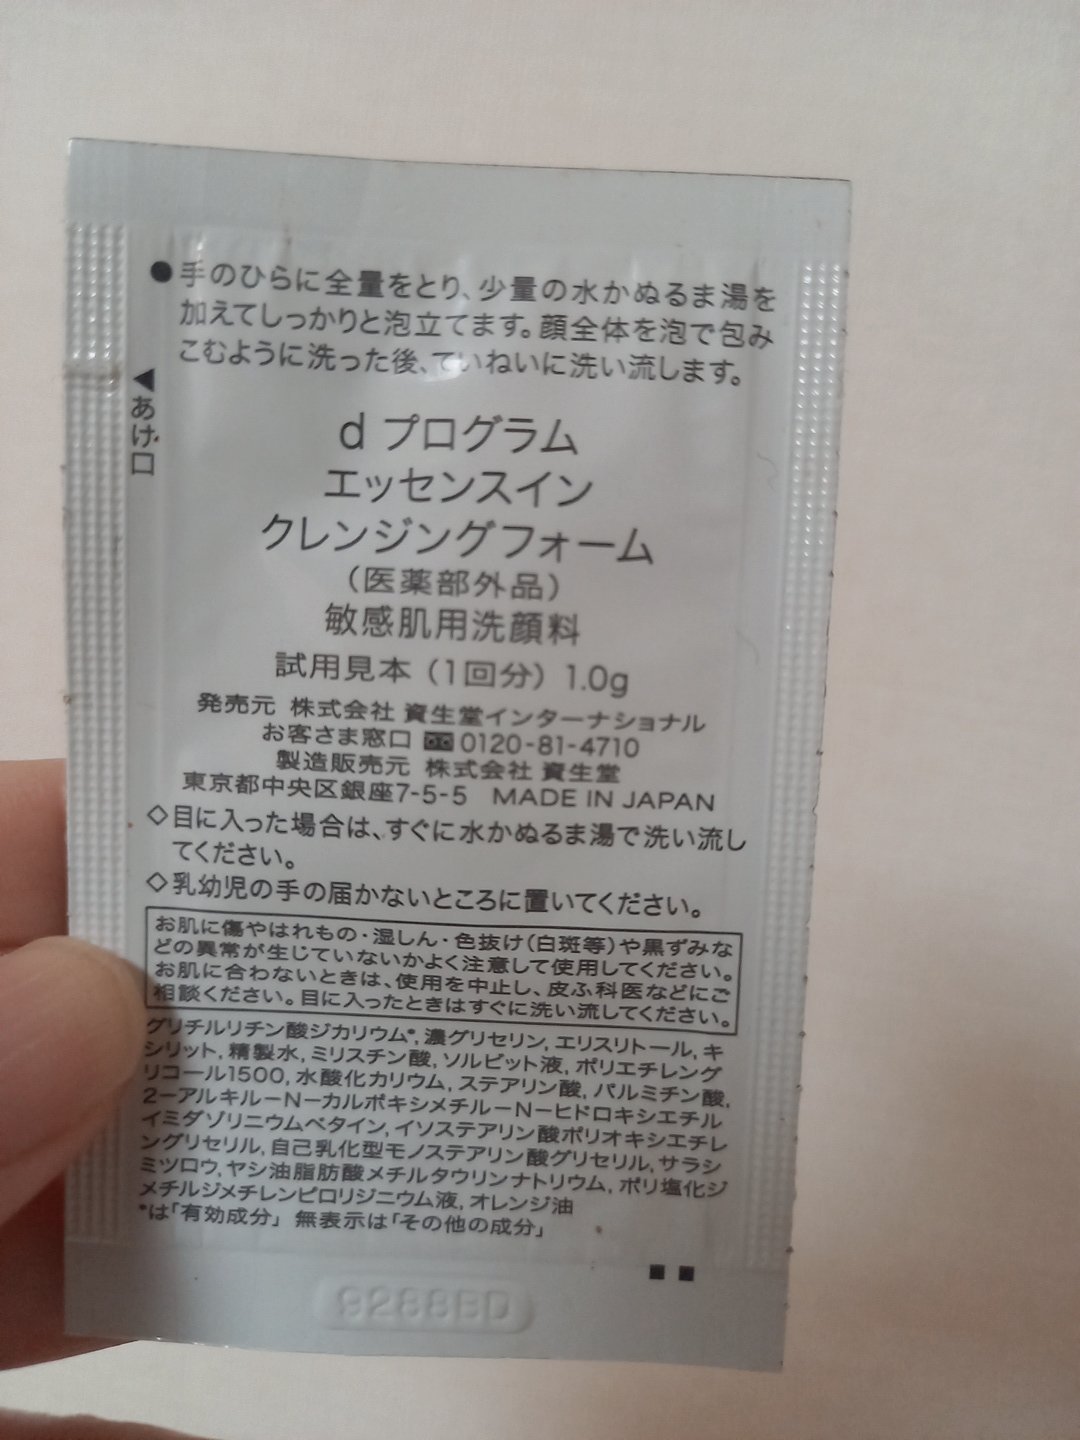 ●手のひらに全量をとり、少量の水かぬるま湯を
加えてしっかりと泡立てます。顔全体を泡で包み
こむように洗った後、ていねいに洗い流します。
◀あけ口
d プログラム
エッセンスイン
クレンジングフォーム
（医薬部外品）
敏感肌用洗顔料
試用見本（1回分）1.0g
発売元 株式会社 資生堂インターナショナル
お客さま窓口 0120-81-4710
製造販売元 株式会社 資生堂
東京都中央区銀座7-5-5 MADE IN JAPAN
◇目に入った場合は、すぐに水かぬるま湯で洗い流し
てください。
◇乳幼児の手の届かないところに置いてください。
お肌に傷やはれもの・湿しん・色抜け（白斑等）や黒ずみな
どの異常が生じていないかよく注意して使用してください。
お肌に合わないときは、使用を中止し、皮ふ科医などにご
相談ください。目に入ったときはすぐに洗い流してください。
グリチルリチン酸ジカリウム*, 濃グリセリン, エリスリトール, キ
シリット, 精製水, ミリスチン酸, ソルビット液, ポリエチレング
リコール1500, 水酸化カリウム, ステアリン酸, パルミチン酸,
2－アルキル－N－カルボキシメチル－N－ヒドロキシエチル
イミダゾリニウムベタイン, イソステアリン酸ポリオキシエチレ
ングリセリル, 自己乳化型モノステアリン酸グリセリル, サラシ
ミツロウ, ヤシ油脂肪酸メチルタウリンナトリウム, ポリ塩化ジ
メチルジメチレンピロリジニウム液, オレンジ油
*は「有効成分」 無表示は「その他の成分」
9288BD